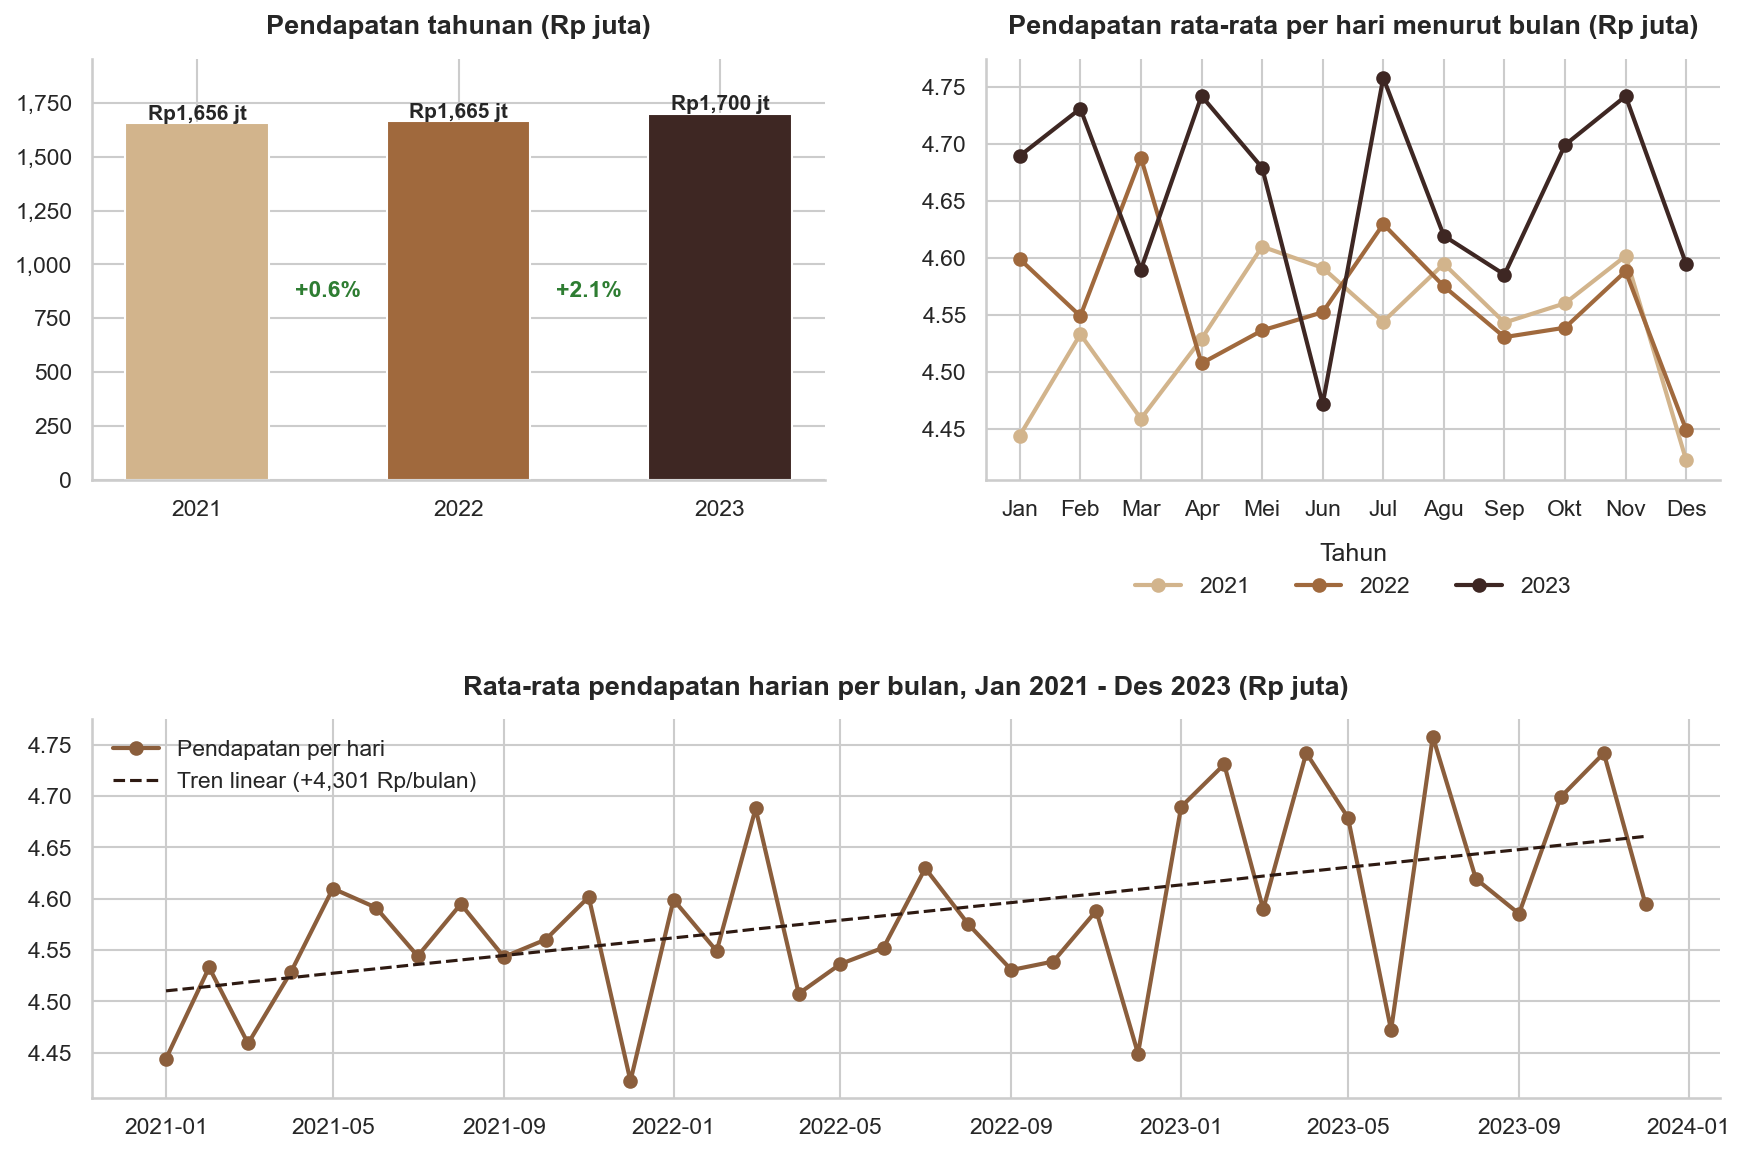 Pendapatan tahunan (Rp juta)
1,750
1,500
1,250
1,000
750
500
250
0
Rp1,656 jt
Rp1,665 jt
Rp1,700 jt
+0.6%
+2.1%
2021
2022
2023
Pendapatan rata-rata per hari menurut bulan (Rp juta)
4.75
4.70
4.65
4.60
4.55
4.50
4.45
Jan Feb Mar Apr Mei Jun Jul Agu Sep Okt Nov Des
Tahun
2021 2022 2023
Rata-rata pendapatan harian per bulan, Jan 2021 - Des 2023 (Rp juta)
Pendapatan per hari
Tren linear (+4,301 Rp/bulan)
4.75
4.70
4.65
4.60
4.55
4.50
4.45
2021-01 2021-05 2021-09 2022-01 2022-05 2022-09 2023-01 2023-05 2023-09 2024-01